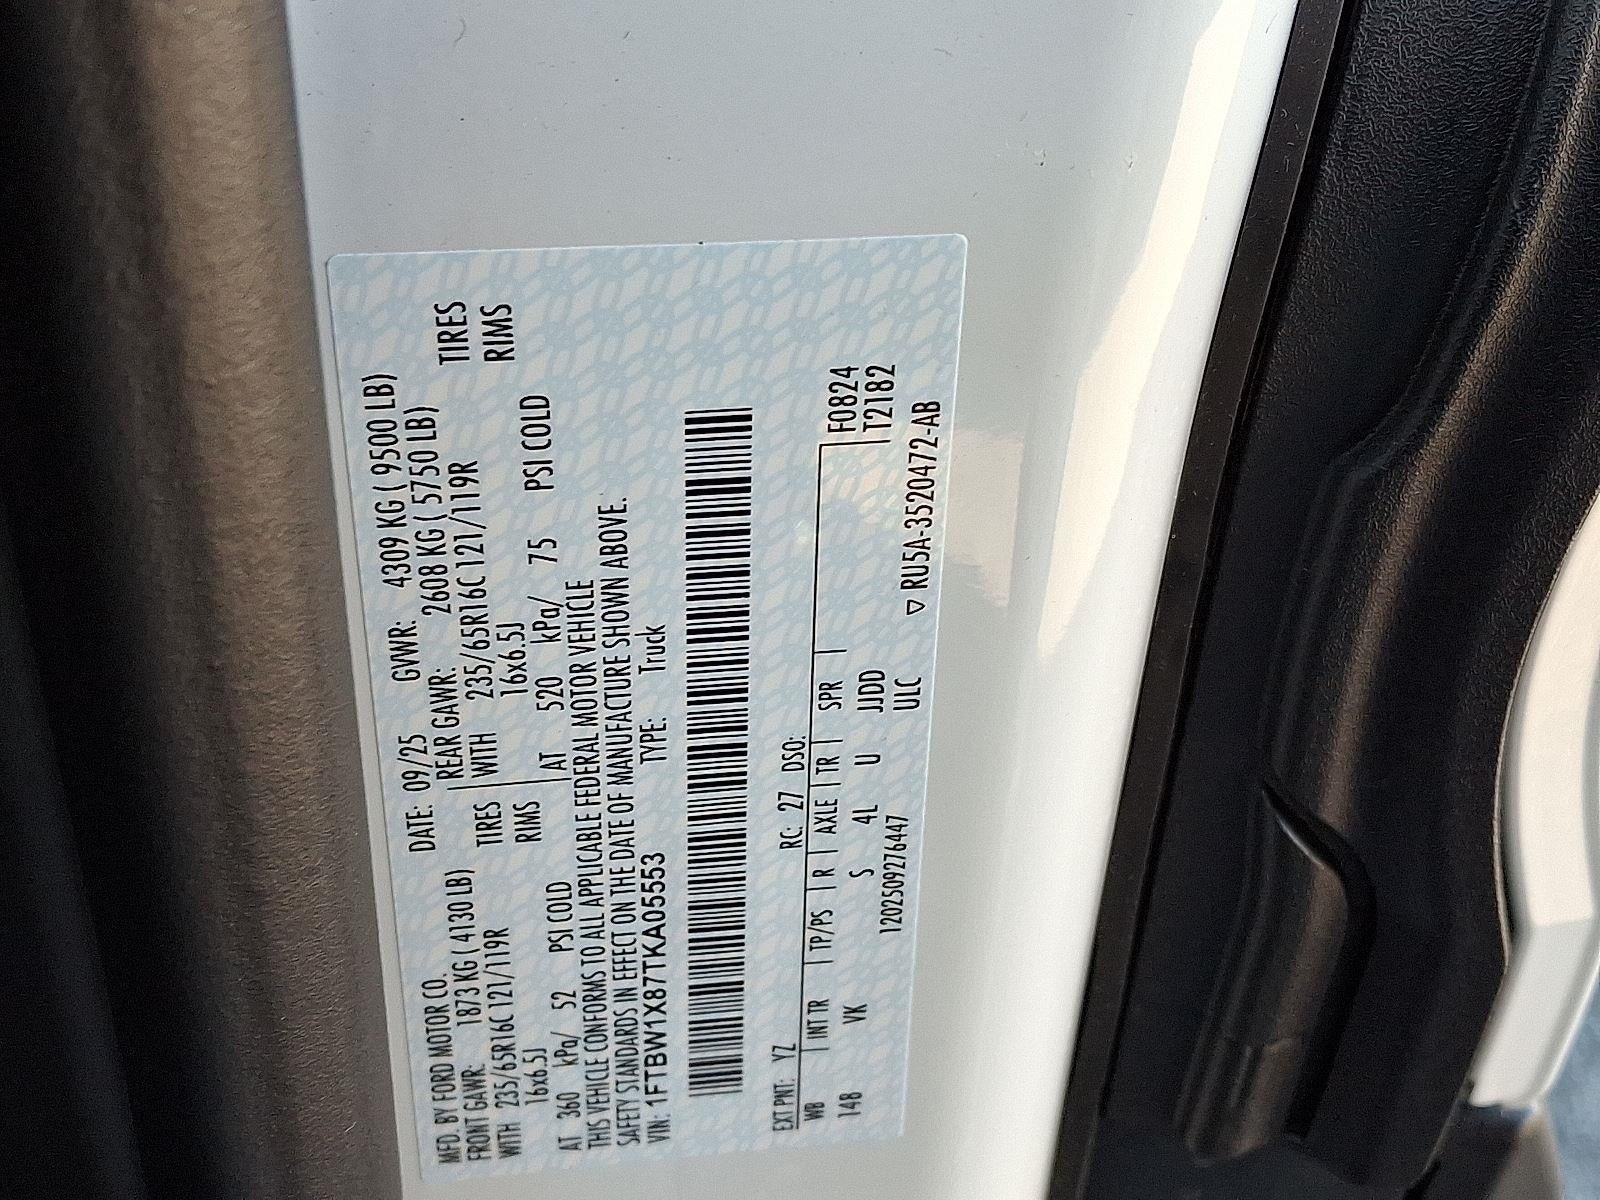 MFD. BY FORD MOTOR CO. DATE: 09/25 GVWR: 4309 KG ( 9500 LB)
FRONT GAWR: 1873 KG ( 4130 LB) REAR GAWR: 2608 KG ( 5750 LB)
WITH 235/65R16C 121/119R TIRES WITH 235/65R16C 121/119R TIRES
16x6.5J RIMS 16x6.5J RIMS
AT 360 kPa/ 52 PSI COLD AT 520 kPa/ 75 PSI COLD
THIS VEHICLE CONFORMS TO ALL APPLICABLE FEDERAL MOTOR VEHICLE
SAFETY STANDARDS IN EFFECT ON THE DATE OF MANUFACTURE SHOWN ABOVE.
VIN: 1FTBW1X87TKA05553 TYPE: Truck
EXT PNT: YZ RC: 27 DSO:
WB INT TR TP/PS R AXLE TR SPR F0824
148 VK S 4L U JJDD T2182
1202509276447 ULC
▽ RU5A-3520472-AB